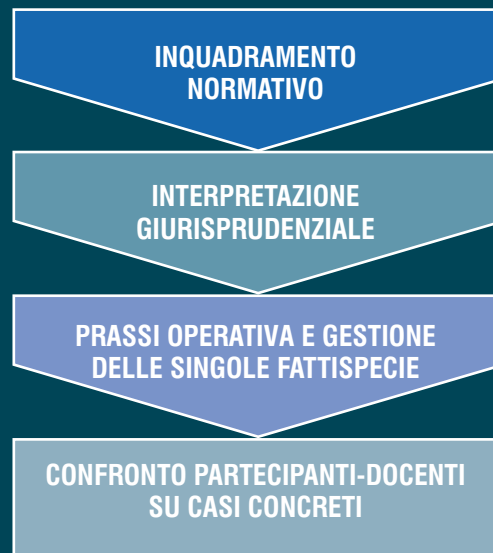 INQUADRAMENTO
NORMATIVO
INTERPRETAZIONE
GIURISPRUDENZIALE
PRASSI OPERATIVA E GESTIONE
DELLE SINGOLE FATTISPECIE
CONFRONTO PARTECIPANTI-DOCENTI
SU CASI CONCRETI